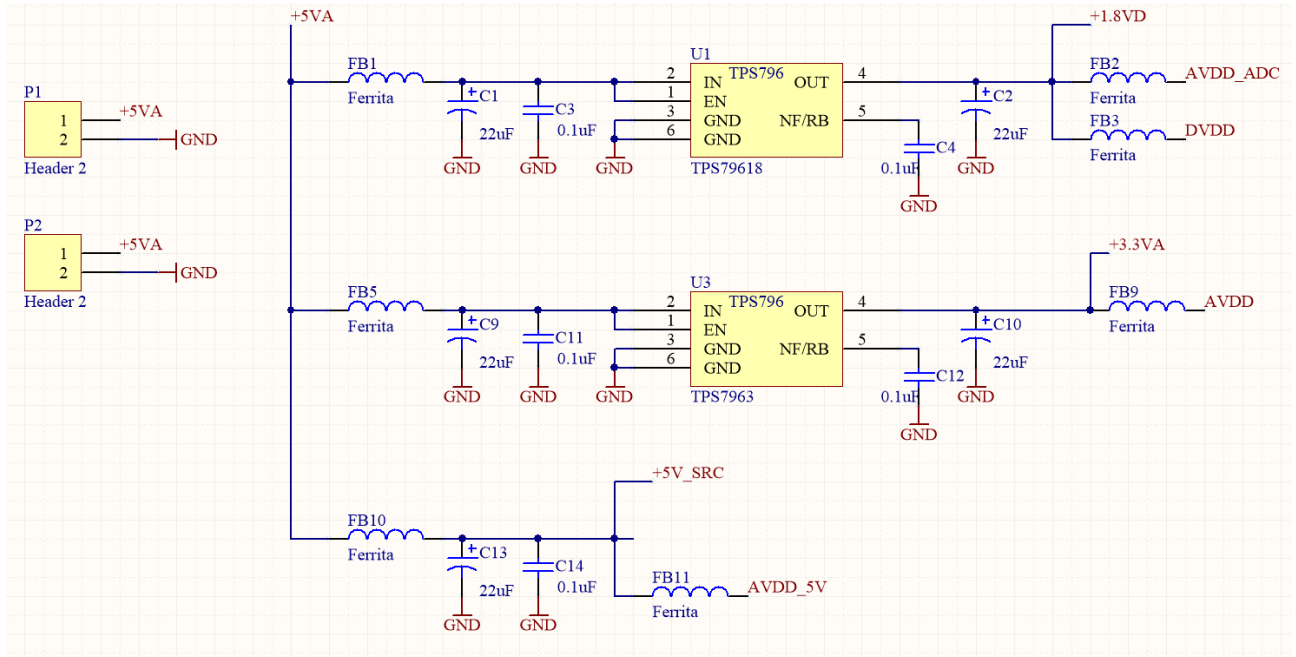 +5VA
+1.8VD
P1
1
2
+5VA
GND
Header 2
P2
1
2
+5VA
GND
Header 2
FB1
Ferrita
+ C1
22uF
GND
C3
0.1uF
GND
GND
U1
TPS796
2 IN OUT 4
1 EN
3 GND NF/RB 5
6 GND
TPS79618
C4
0.1uF
GND
+ C2
22uF
GND
FB2
Ferrita
AVDD_ADC
FB3
Ferrita
DVDD
FB5
Ferrita
+ C9
22uF
GND
C11
0.1uF
GND
GND
U3
TPS796
2 IN OUT 4
1 EN
3 GND NF/RB 5
6 GND
TPS7963
C12
0.1uF
GND
+ C10
22uF
GND
+3.3VA
FB9
Ferrita
AVDD
FB10
Ferrita
+ C13
22uF
GND
C14
0.1uF
GND
+5V_SRC
FB11
Ferrita
AVDD_5V